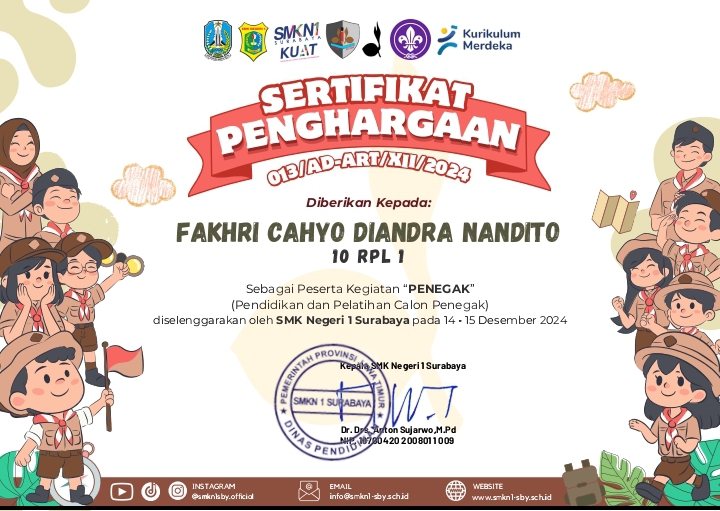 SMKN1
SURABAYA
KUAT
Kurikulum
Merdeka
SERTIFIKAT
PENGHARGAAN
013/AD-ART/XII/2024
Diberikan Kepada:
FAKHRI CAHYO DIANDRA NANDITO
10 RPL 1
Sebagai Peserta Kegiatan “PENEGAK”
(Pendidikan dan Pelatihan Calon Penegak)
diselenggarakan oleh SMK Negeri 1 Surabaya pada 14 - 15 Desember 2024
Kepala SMK Negeri 1 Surabaya
PEMERINTAH PROVINSI JAWA TIMUR
SMKN 1 SURABAYA
DINAS PENDIDIKAN
Dr. Drs. Anton Sujarwo,M.Pd
NIP. 19700420 200801 1 009
INSTAGRAM
@smkn1sby.official
EMAIL
info@smkn1-sby.sch.id
WEBSITE
www.smkn1-sby.sch.id